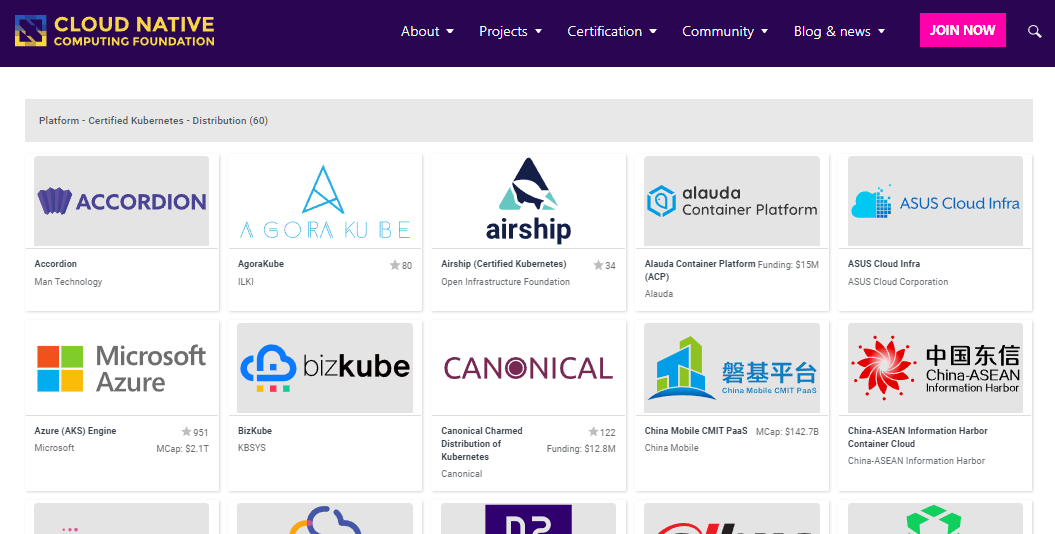 CLOUD NATIVE
COMPUTING FOUNDATION
About
Projects
Certification
Community
Blog & news
JOIN NOW
Platform - Certified Kubernetes - Distribution (60)
ACCORDION
AGORA KUBE
airship
alauda
Container Platform
ASUS Cloud Infra
Accordion
Man Technology
AgoraKube
80
ILKI
Airship (Certified Kubernetes)
34
Open Infrastructure Foundation
Alauda Container Platform
(ACP)
Funding: $15M
Alauda
ASUS Cloud Infra
ASUS Cloud Corporation
Microsoft
Azure
bizkube
CANONICAL
磐基平台
China Mobile CMIT PaaS
中国东信
China-ASEAN
Information Harbor
Azure (AKS) Engine
951
Microsoft
MCap: $2.1T
BizKube
KBSYS
Canonical Charmed
Distribution of
Kubernetes
122
Funding: $12.8M
Canonical
China Mobile CMIT PaaS
MCap: $142.7B
China Mobile
China-ASEAN Information Harbor
Container Cloud
China-ASEAN Information Harbor